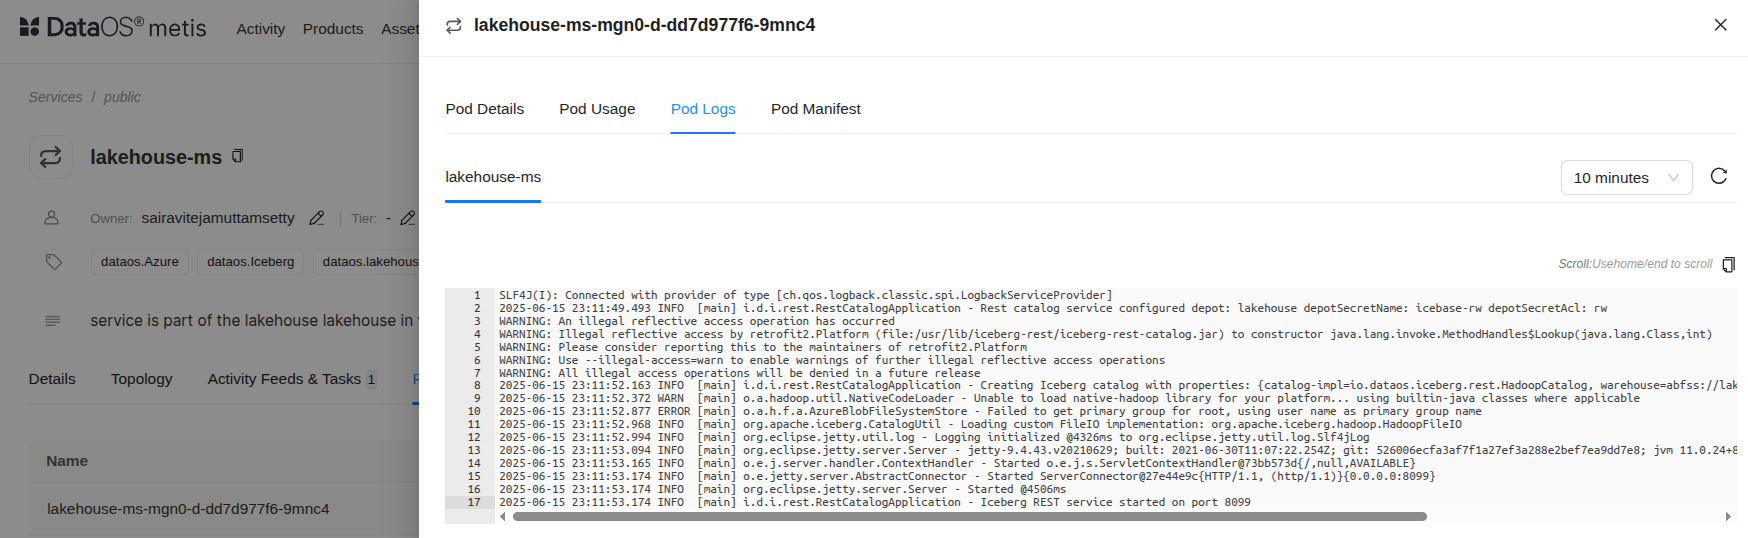 DataOS® metis
Activity Products Asset
Services / public
lakehouse-ms
Owner: sairavitejamuttamsetty | Tier: -
dataos.Azure dataos.Iceberg dataos.lakehous
service is part of the lakehouse lakehouse in
Details Topology Activity Feeds & Tasks 1
Name
lakehouse-ms-mgn0-d-dd7d977f6-9mnc4
lakehouse-ms-mgn0-d-dd7d977f6-9mnc4
Pod Details Pod Usage Pod Logs Pod Manifest
lakehouse-ms
10 minutes
Scroll:Usehome/end to scroll
1 SLF4J(I): Connected with provider of type [ch.qos.logback.classic.spi.LogbackServiceProvider]
2 2025-06-15 23:11:49.493 INFO [main] i.d.i.rest.RestCatalogApplication - Rest catalog service configured depot: lakehouse depotSecretName: icebase-rw depotSecretAcl: rw
3 WARNING: An illegal reflective access operation has occurred
4 WARNING: Illegal reflective access by retrofit2.Platform (file:/usr/lib/iceberg-rest/iceberg-rest-catalog.jar) to constructor java.lang.invoke.MethodHandles$Lookup(java.lang.Class,int)
5 WARNING: Please consider reporting this to the maintainers of retrofit2.Platform
6 WARNING: Use --illegal-access=warn to enable warnings of further illegal reflective access operations
7 WARNING: All illegal access operations will be denied in a future release
8 2025-06-15 23:11:52.163 INFO [main] i.d.i.rest.RestCatalogApplication - Creating Iceberg catalog with properties: {catalog-impl=io.dataos.iceberg.rest.HadoopCatalog, warehouse=abfss://lak
9 2025-06-15 23:11:52.372 WARN [main] o.a.hadoop.util.NativeCodeLoader - Unable to load native-hadoop library for your platform... using builtin-java classes where applicable
10 2025-06-15 23:11:52.877 ERROR [main] o.a.h.f.a.AzureBlobFileSystemStore - Failed to get primary group for root, using user name as primary group name
11 2025-06-15 23:11:52.968 INFO [main] org.apache.iceberg.CatalogUtil - Loading custom FileIO implementation: org.apache.iceberg.hadoop.HadoopFileIO
12 2025-06-15 23:11:52.994 INFO [main] org.eclipse.jetty.util.log - Logging initialized @4326ms to org.eclipse.jetty.util.log.Slf4jLog
13 2025-06-15 23:11:53.094 INFO [main] org.eclipse.jetty.server.Server - jetty-9.4.43.v20210629; built: 2021-06-30T11:07:22.254Z; git: 526006ecfa3af7f1a27ef3a288e2bef7ea9dd7e8; jvm 11.0.24+8
14 2025-06-15 23:11:53.165 INFO [main] o.e.j.server.handler.ContextHandler - Started o.e.j.s.ServletContextHandler@73bb573d{/,null,AVAILABLE}
15 2025-06-15 23:11:53.174 INFO [main] o.e.jetty.server.AbstractConnector - Started ServerConnector@27e44e9c{HTTP/1.1, (http/1.1)}{0.0.0.0:8099}
16 2025-06-15 23:11:53.174 INFO [main] org.eclipse.jetty.server.Server - Started @4506ms
17 2025-06-15 23:11:53.174 INFO [main] i.d.i.rest.RestCatalogApplication - Iceberg REST service started on port 8099